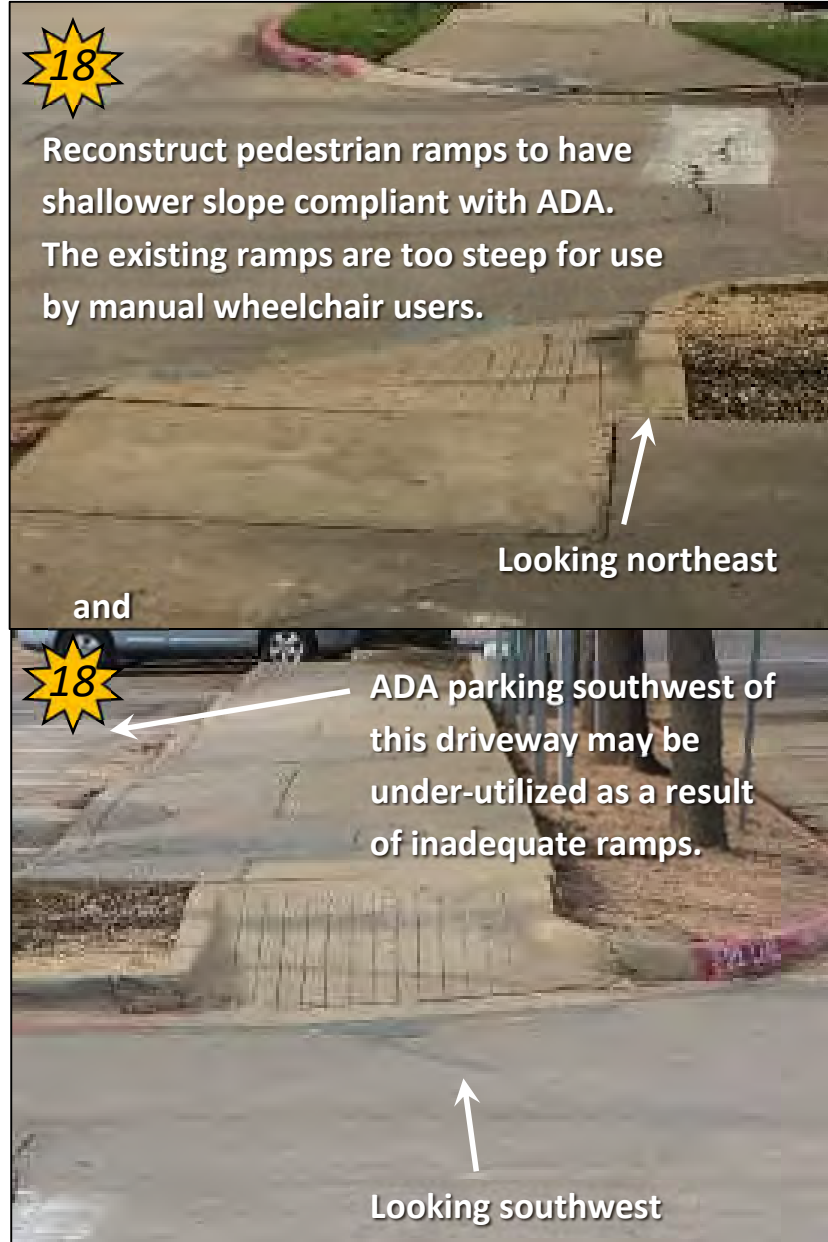 18
Reconstruct pedestrian ramps to have
shallower slope compliant with ADA.
The existing ramps are too steep for use
by manual wheelchair users.
Looking northeast
and
18
ADA parking southwest of
this driveway may be
under-utilized as a result
of inadequate ramps.
Looking southwest